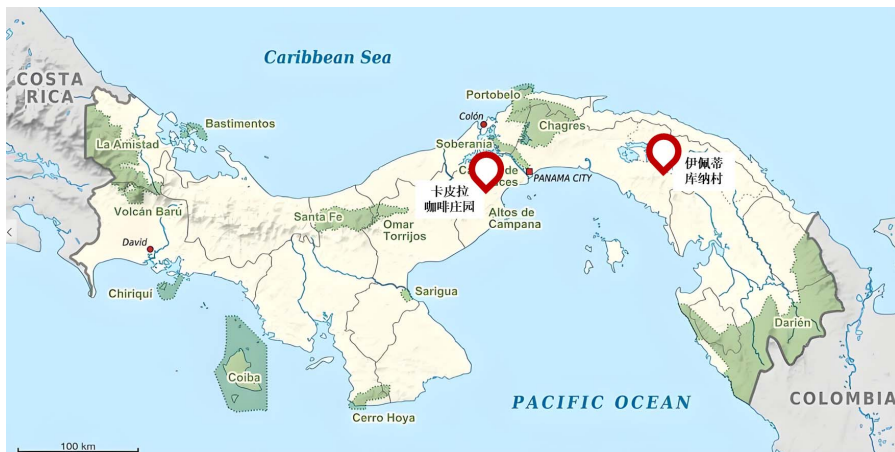 Caribbean Sea
COSTA
RICA
Portobelo
Colón
Bastimentos
Chagres
La Amistad
Soberanía
PANAMA CITY
伊佩蒂
库纳村
卡皮拉
咖啡庄园
Volcán Barú
Santa Fe
Omar
Torrijos
Altos de
Campana
David
Chiriquí
Sarigua
Darién
Coiba
PACIFIC OCEAN
COLOMBIA
Cerro Hoya
100 km